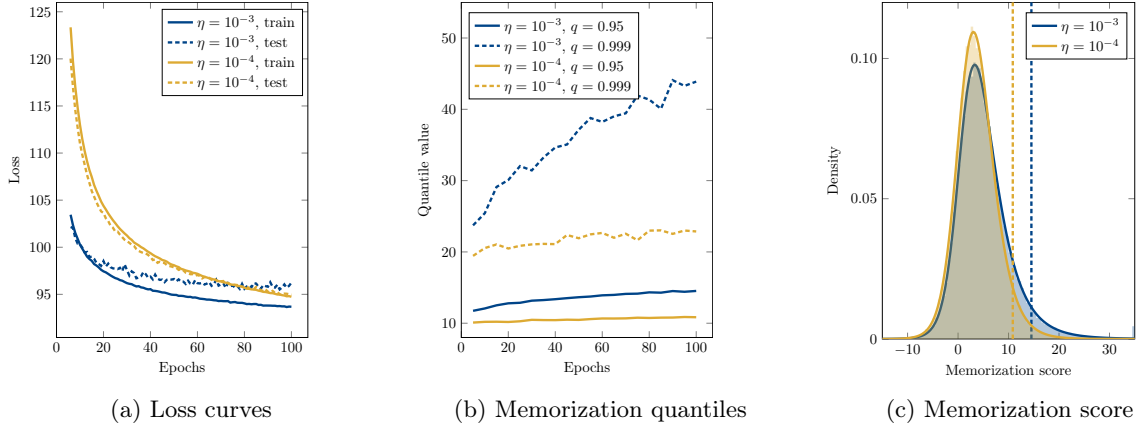 η = 10⁻³, train
η = 10⁻³, test
η = 10⁻⁴, train
η = 10⁻⁴, test
125
120
115
110
105
100
95
Loss
0 20 40 60 80 100
Epochs
(a) Loss curves
η = 10⁻³, q = 0.95
η = 10⁻³, q = 0.999
η = 10⁻⁴, q = 0.95
η = 10⁻⁴, q = 0.999
50
40
30
20
10
Quantile value
0 20 40 60 80 100
Epochs
(b) Memorization quantiles
η = 10⁻³
η = 10⁻⁴
0.10
0.05
0
Density
−10 0 10 20 30
Memorization score
(c) Memorization score